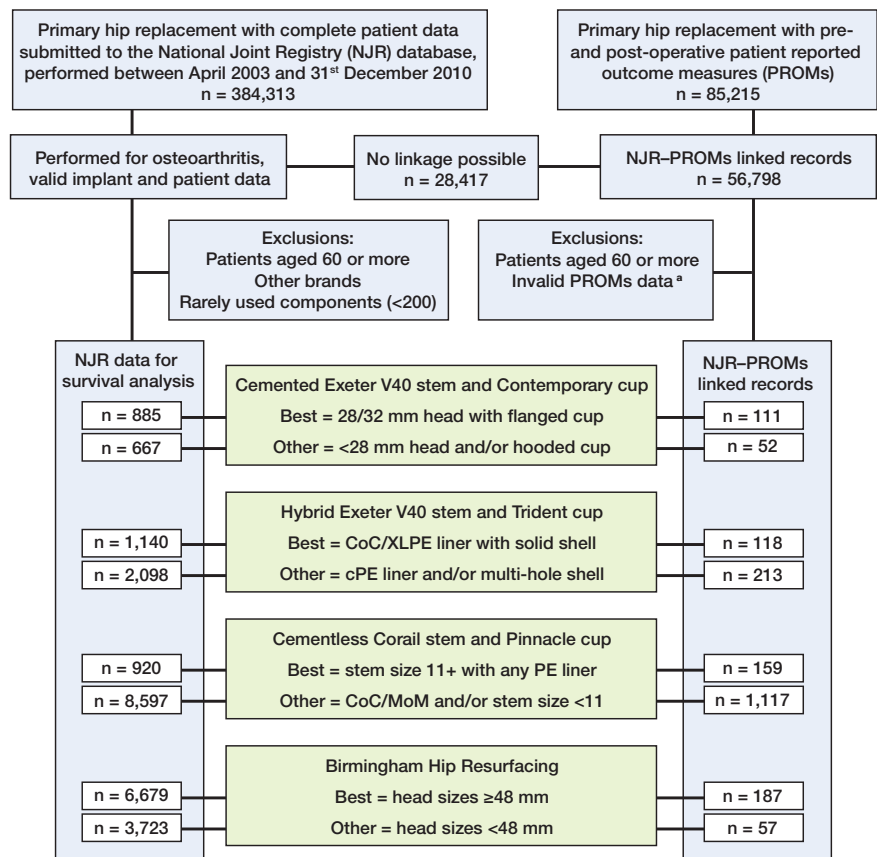 Primary hip replacement with complete patient data
submitted to the National Joint Registry (NJR) database,
performed between April 2003 and 31st December 2010
n = 384,313
Primary hip replacement with pre-
and post-operative patient reported
outcome measures (PROMs)
n = 85,215
Performed for osteoarthritis,
valid implant and patient data
No linkage possible
n = 28,417
NJR–PROMs linked records
n = 56,798
Exclusions:
Patients aged 60 or more
Other brands
Rarely used components (<200)
Exclusions:
Patients aged 60 or more
Invalid PROMs data a
NJR data for
survival analysis
NJR–PROMs
linked records
Cemented Exeter V40 stem and Contemporary cup
n = 885
Best = 28/32 mm head with flanged cup
n = 111
n = 667
Other = <28 mm head and/or hooded cup
n = 52
Hybrid Exeter V40 stem and Trident cup
n = 1,140
Best = CoC/XLPE liner with solid shell
n = 118
n = 2,098
Other = cPE liner and/or multi-hole shell
n = 213
Cementless Corail stem and Pinnacle cup
n = 920
Best = stem size 11+ with any PE liner
n = 159
n = 8,597
Other = CoC/MoM and/or stem size <11
n = 1,117
Birmingham Hip Resurfacing
n = 6,679
Best = head sizes ≥48 mm
n = 187
n = 3,723
Other = head sizes <48 mm
n = 57